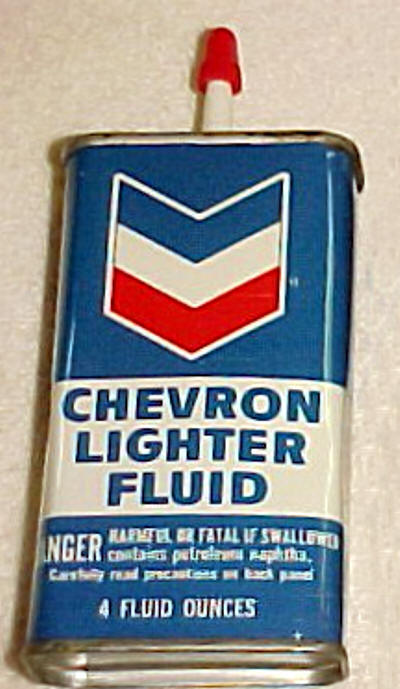 CHEVRON
LIGHTER
FLUID
NGER HARMFUL OR FATAL IF SWALLOWED
contains petroleum naphtha.
Carefully read precautions on back panel
4 FLUID OUNCES